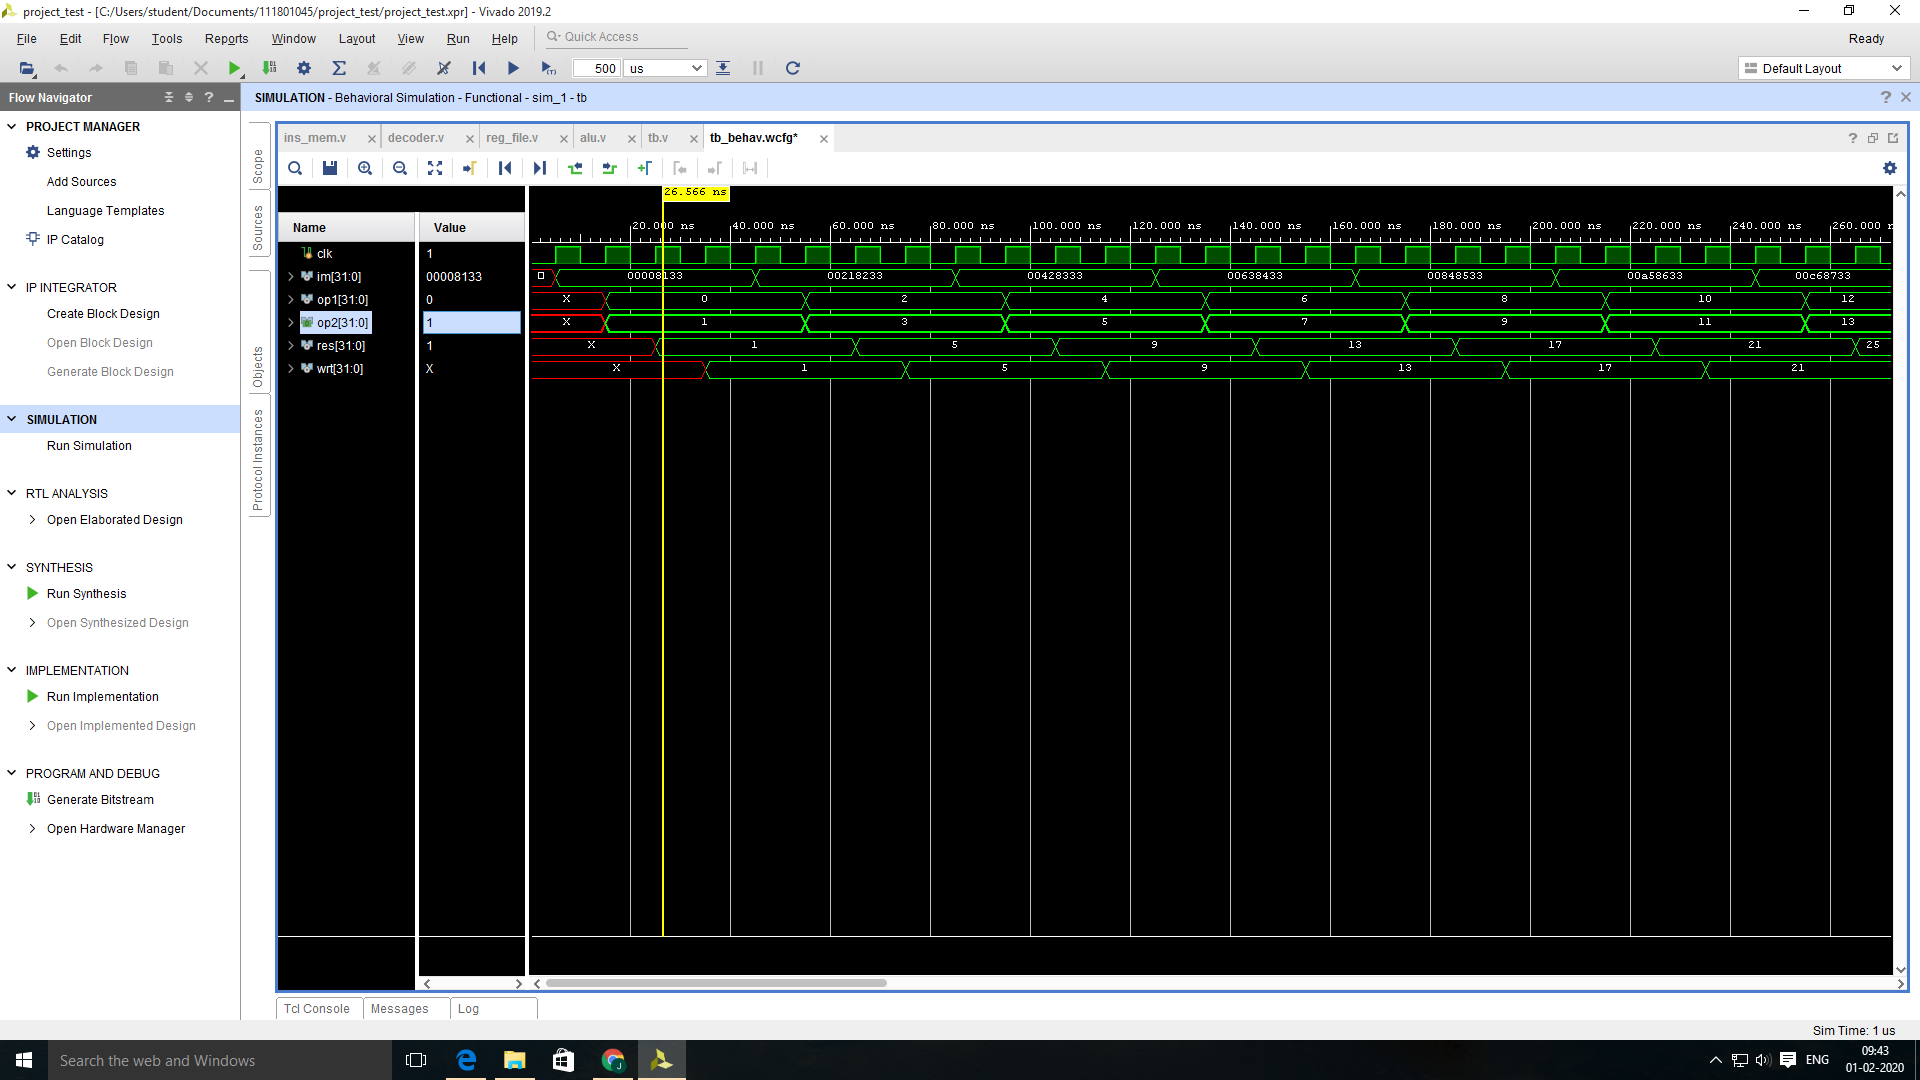 project_test - [C:/Users/student/Documents/111801045/project_test/project_test.xpr] - Vivado 2019.2
File Edit Flow Tools Reports Window Layout View Run Help Quick Access Ready
500 us Default Layout
Flow Navigator
SIMULATION - Behavioral Simulation - Functional - sim_1 - tb
PROJECT MANAGER
Settings
Add Sources
Language Templates
IP Catalog
IP INTEGRATOR
Create Block Design
Open Block Design
Generate Block Design
SIMULATION
Run Simulation
RTL ANALYSIS
Open Elaborated Design
SYNTHESIS
Run Synthesis
Open Synthesized Design
IMPLEMENTATION
Run Implementation
Open Implemented Design
PROGRAM AND DEBUG
Generate Bitstream
Open Hardware Manager
Scope
Sources
Objects
Protocol Instances
ins_mem.v decoder.v reg_file.v alu.v tb.v tb_behav.wcfg*
26.566 ns
Name Value
20.000 ns 40.000 ns 60.000 ns 80.000 ns 100.000 ns 120.000 ns 140.000 ns 160.000 ns 180.000 ns 200.000 ns 220.000 ns 240.000 ns 260.000 n
clk 1
im[31:0] 00008133 00008133 00218233 00428333 00638433 00848533 00a58633 00c68733
op1[31:0] 0 X 0 2 4 6 8 10 12
op2[31:0] 1 X 1 3 5 7 9 11 13
res[31:0] 1 X 1 5 9 13 17 21 25
wrt[31:0] X X 1 5 9 13 17 21
Tcl Console Messages Log
Sim Time: 1 us
Search the web and Windows
ENG
09:43
01-02-2020